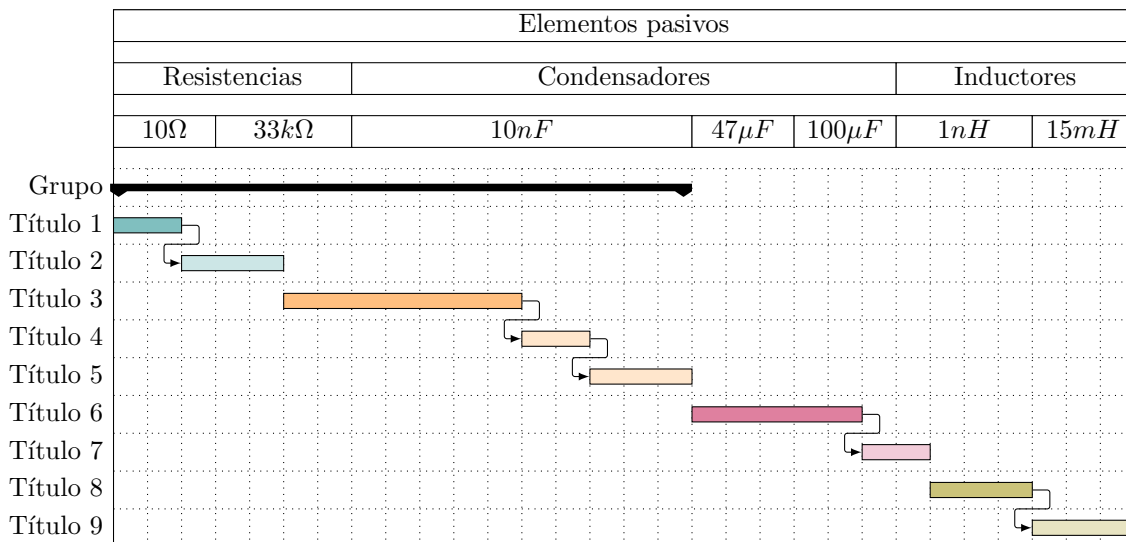 Elementos pasivos
Resistencias Condensadores Inductores
10Ω 33kΩ 10nF 47μF 100μF 1nH 15mH
Grupo
Título 1
Título 2
Título 3
Título 4
Título 5
Título 6
Título 7
Título 8
Título 9